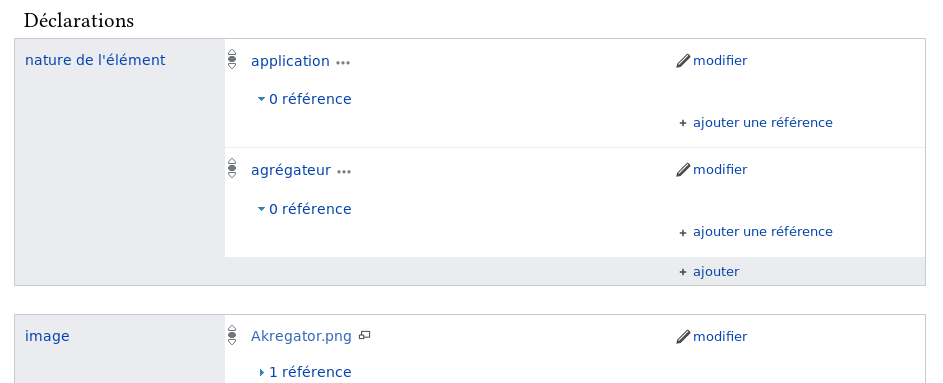 Déclarations
nature de l'élément
application
modifier
0 référence
+ ajouter une référence
agrégateur
modifier
0 référence
+ ajouter une référence
+ ajouter
image
Akregator.png
modifier
1 référence